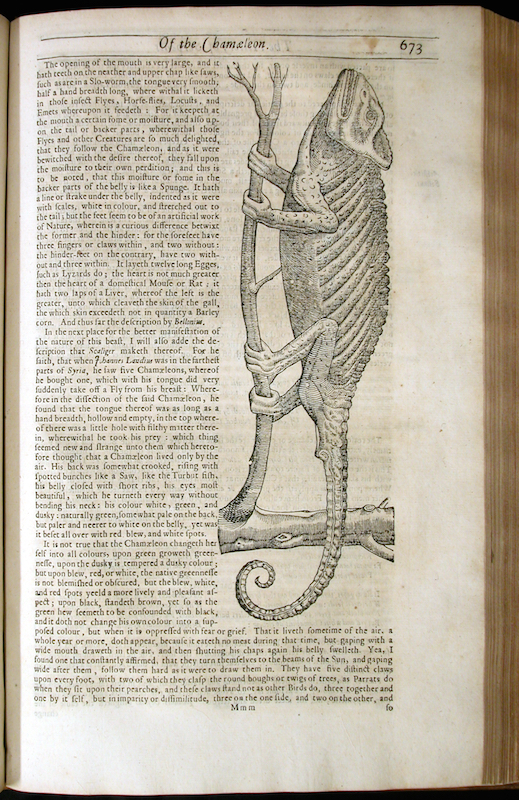 Of the Chamæleon.
673
The opening of the mouth is very large, and it
hath teeth on the neather and upper chap like saws,
such as are in a Slo-worm, the tongue very smooth,
half a hand breadth long, where withal it licketh
in those insect Flyes, Horse-flies, Locusts, and
Emets whereupon it feedeth: For it keepeth at
the mouth a certain fome or moisture, and also up-
on the tail or backer parts, wherewithal those
Flyes and other Creatures are so much delighted,
that they follow the Chamæleon, and as it were
bewitched with the desire thereof, they fall upon
the moisture to their own perdition; and this is
to be noted, that this moisture or fome in the
backer parts of the belly is like a Spunge. It hath
a line or strake under the belly, indented as it were
with scales, white in colour, and stretched out to
the tail; but the feet seem to be of an artificial work
of Nature, wherein is a curious difference betwixt
the former and the hinder: for the forefeet have
three fingers or claws within, and two without:
the hinder-feet on the contrary, have two with-
out and three within. It layeth twelve long Egges,
such as Lyzards do; the heart is not much greater
then the heart of a domestical Mouse or Rat; it
hath two laps of a Liver, whereof the left is the
greater, unto which cleaveth the skin of the gall,
the which skin exceedeth not in quantity a Barley
corn. And thus far the description by Bellonius.
In the next place for the better manifestation of
the nature of this beast, I will also adde the de-
scription that Scaliger maketh thereof. For he
saith, that when Johannes Landius was in the farthest
parts of Syria, he saw five Chamæleons, whereof
he bought one, which with his tongue did very
suddenly take off a Fly from his breast: Where-
fore in the dissection of the said Chamæleon, he
found that the tongue thereof was as long as a
hand breadth, hollow and empty, in the top where-
of there was a little hole with filthy matter there-
in, wherewithal he took his prey: which thing
seemed new and strange unto them which hereto-
fore thought that a Chamæleon lived only by the
air. His back was somewhat crooked, rising with
spotted bunches like a Saw, like the Turbut fish,
his belly closed with short ribs, his eyes most
beautiful, which he turneth every way without
bending his neck: his colour white, green, and
dusky: naturally green, somewhat pale on the back,
but paler and neerer to white on the belly, yet was
it beset all over with red blew, and white spots.
It is not true that the Chamæleon changeth her
self into all colours; upon green groweth green-
nesse, upon the dusky is tempered a dusky colour;
but upon blew, red, or white, the native greennesse
is not blemished or obscured, but the blew, white,
and red spots yeeld a more lively and pleasant as-
pect; upon black, standeth brown, yet so as the
green hew seemeth to be confounded with black,
and it doth not change his own colour into a sup-
posed colour, but when it is oppressed with fear or grief. That it liveth sometime of the air, a
whole year or more, doth appear, because it eateth no meat during that time, but gaping with a
wide mouth draweth in the air, and then shutting his chaps again his belly swelleth. Yea, I
found one that constantly affirmed, that they turn themselves to the beams of the Sun, and gaping
wide after them, follow them hard as it were to draw them in. They have five distinct claws
upon every foot, with two of which they clasp the round boughs or twigs of trees, as Parrats do
when they sit upon their pearches, and these claws stand not as other Birds do, three together and
one by it self, but in imparity or dissimilitude, three on the one side, and two on the other, and
Mmm
so